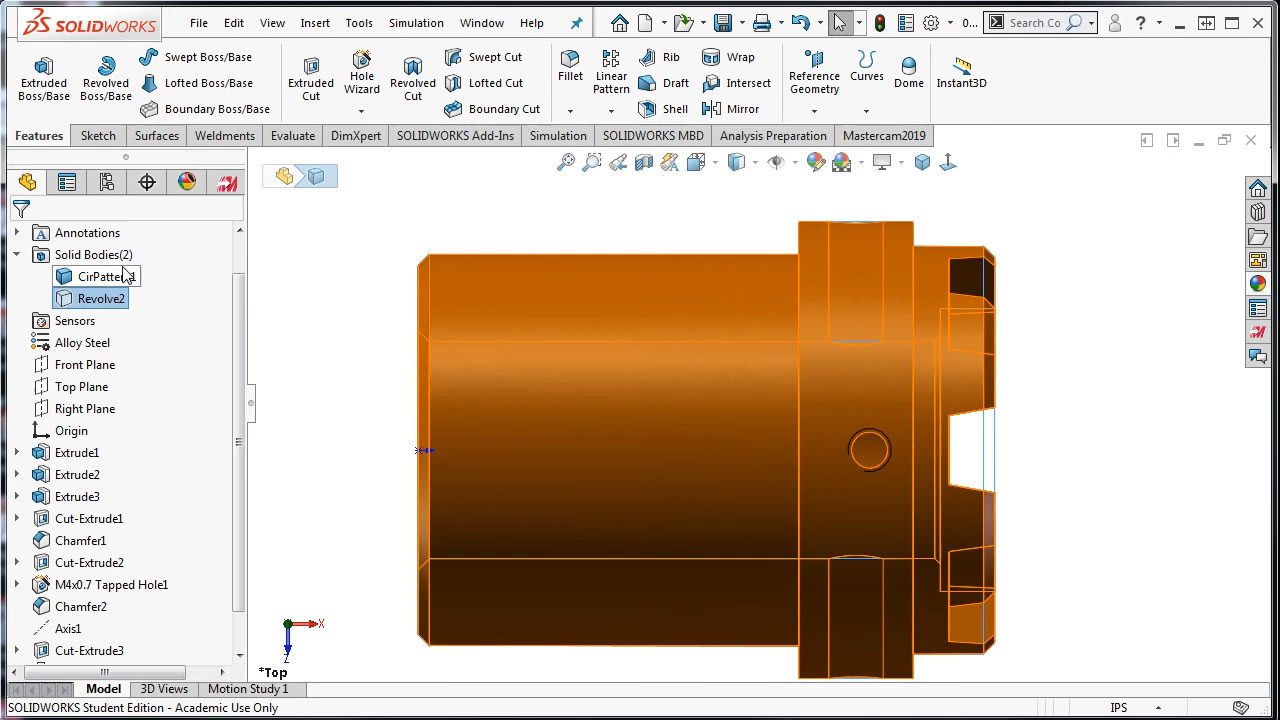 SOLIDWORKS File Edit View Insert Tools Simulation Window Help 0... Search Co ?
Extruded Boss/Base
Revolved Boss/Base
Swept Boss/Base
Lofted Boss/Base
Boundary Boss/Base
Extruded Cut
Hole Wizard
Revolved Cut
Swept Cut
Lofted Cut
Boundary Cut
Fillet
Linear Pattern
Rib
Draft
Shell
Wrap
Intersect
Mirror
Reference Geometry
Curves
Dome
Instant3D
Features Sketch Surfaces Weldments Evaluate DimXpert SOLIDWORKS Add-Ins Simulation SOLIDWORKS MBD Analysis Preparation Mastercam2019
Annotations
Solid Bodies(2)
Revolve2
Sensors
Alloy Steel
Front Plane
Top Plane
Right Plane
Origin
Extrude1
Extrude2
Extrude3
Cut-Extrude1
Chamfer1
Cut-Extrude2
M4x0.7 Tapped Hole1
Chamfer2
Axis1
Cut-Extrude3
X
Z
*Top
Model 3D Views Motion Study 1
SOLIDWORKS Student Edition - Academic Use Only IPS